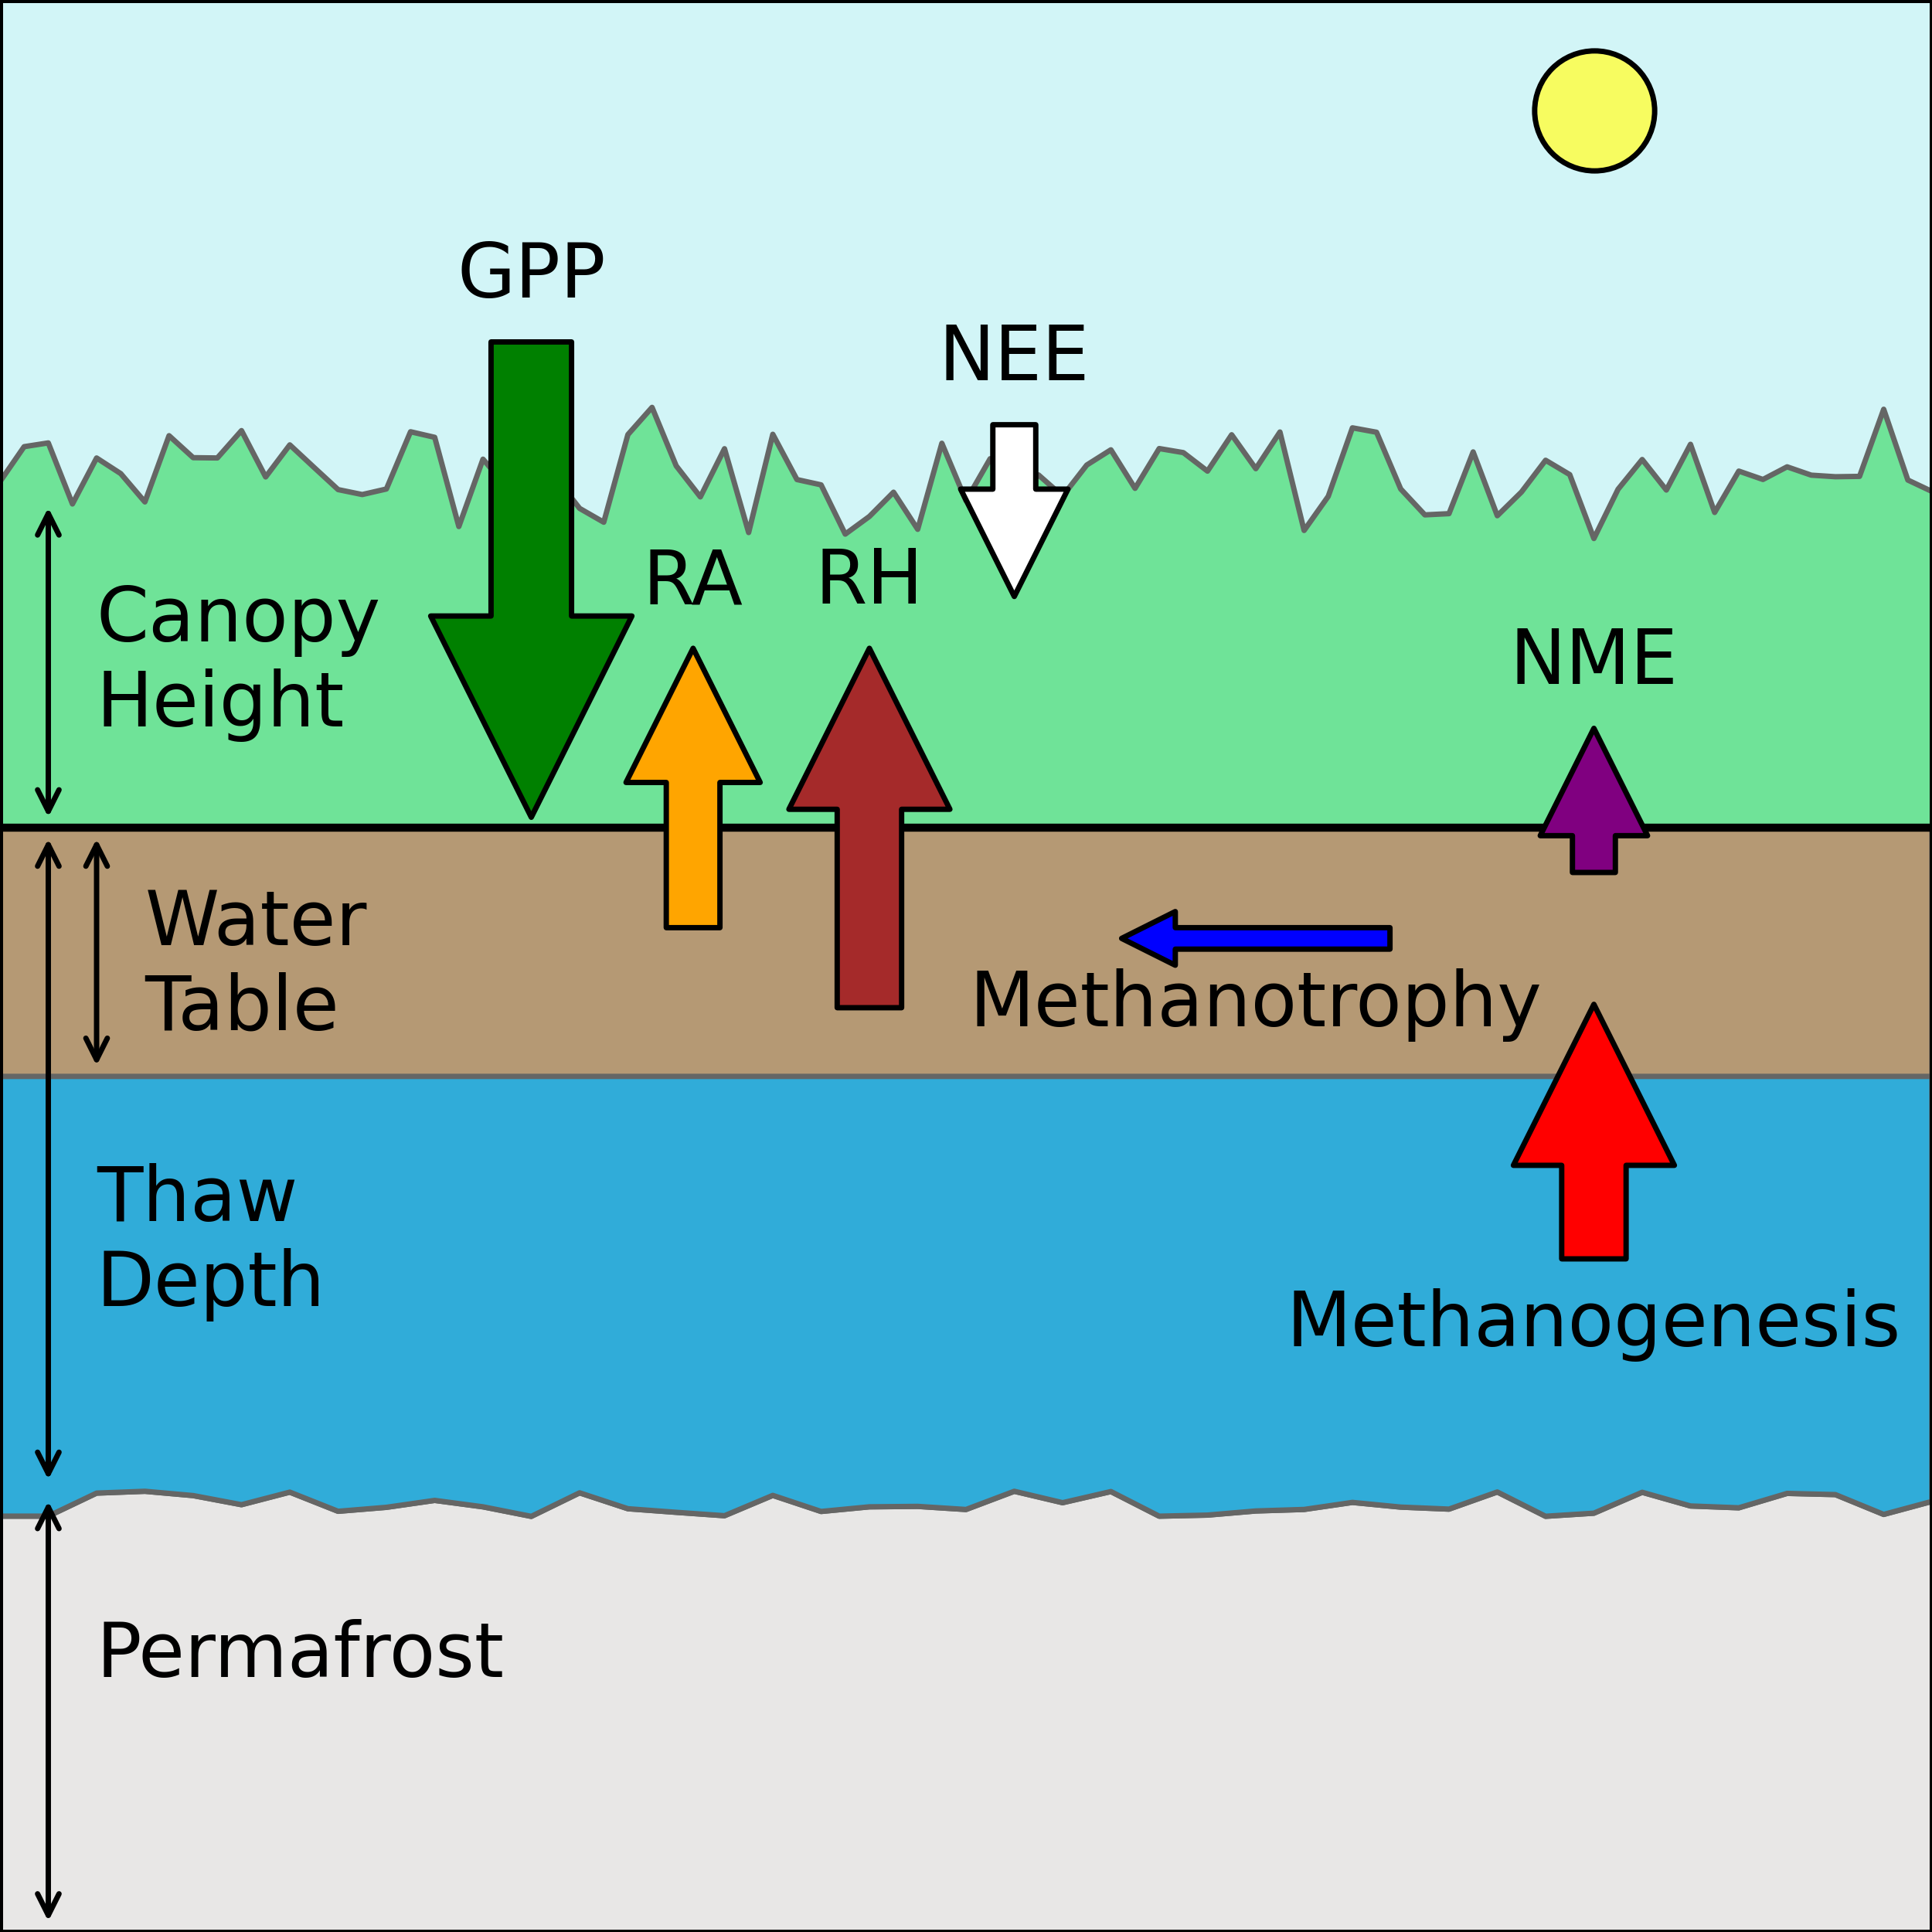 GPP
NEE
RA
RH
Canopy
Height
NME
Water
Table
Methanotrophy
Thaw
Depth
Methanogenesis
Permafrost